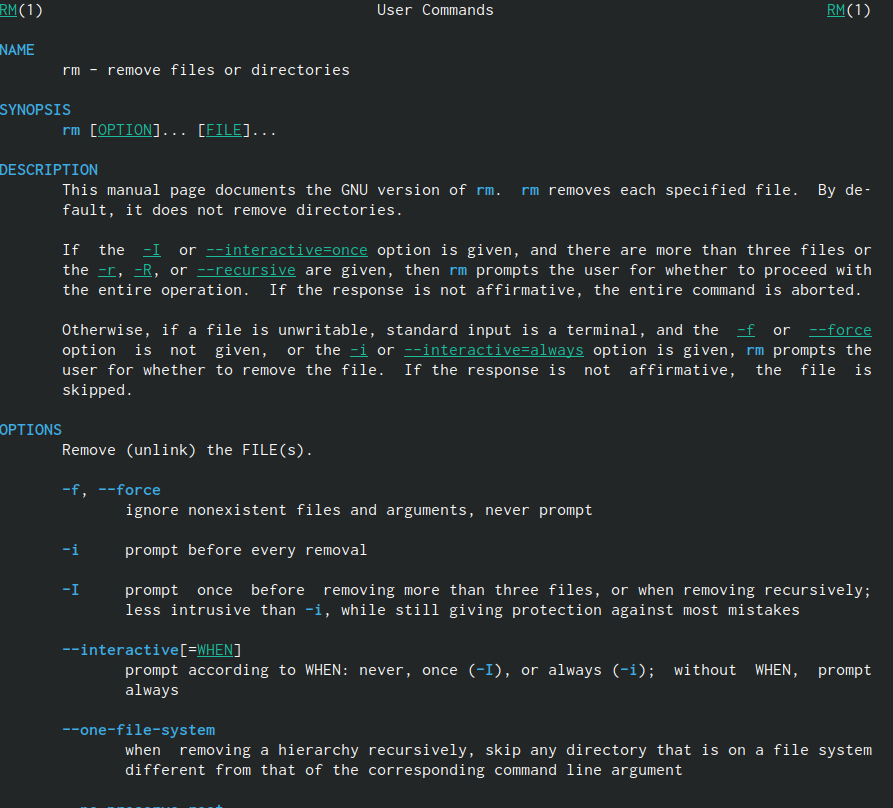 RM(1) User Commands RM(1)
NAME
rm - remove files or directories
SYNOPSIS
rm [OPTION]... [FILE]...
DESCRIPTION
This manual page documents the GNU version of rm. rm removes each specified file. By de-
fault, it does not remove directories.
If the -I or --interactive=once option is given, and there are more than three files or
the -r, -R, or --recursive are given, then rm prompts the user for whether to proceed with
the entire operation. If the response is not affirmative, the entire command is aborted.
Otherwise, if a file is unwritable, standard input is a terminal, and the -f or --force
option is not given, or the -i or --interactive=always option is given, rm prompts the
user for whether to remove the file. If the response is not affirmative, the file is
skipped.
OPTIONS
Remove (unlink) the FILE(s).
-f, --force
ignore nonexistent files and arguments, never prompt
-i prompt before every removal
-I prompt once before removing more than three files, or when removing recursively;
less intrusive than -i, while still giving protection against most mistakes
--interactive[=WHEN]
prompt according to WHEN: never, once (-I), or always (-i); without WHEN, prompt
always
--one-file-system
when removing a hierarchy recursively, skip any directory that is on a file system
different from that of the corresponding command line argument